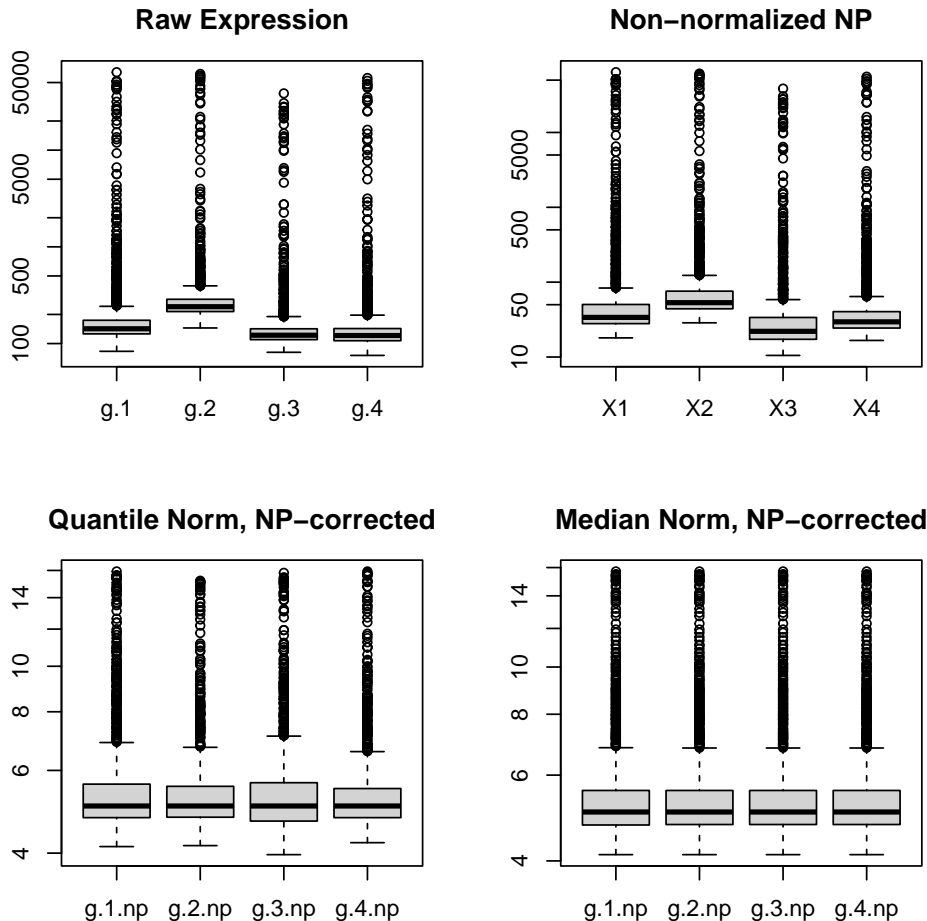 Raw Expression
50000
5000
500
100
g.1 g.2 g.3 g.4
Non−normalized NP
5000
500
50
10
X1 X2 X3 X4
Quantile Norm, NP−corrected
14
10
8
6
4
g.1.np g.2.np g.3.np g.4.np
Median Norm, NP−corrected
14
10
8
6
4
g.1.np g.2.np g.3.np g.4.np